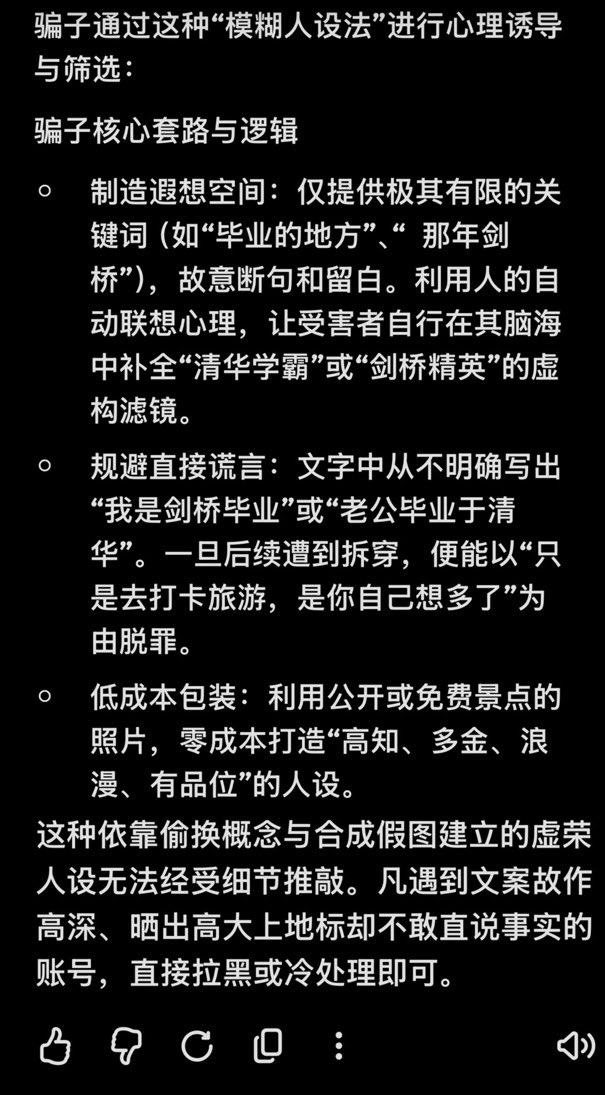 骗子通过这种“模糊人设法”进行心理诱导
与筛选：
骗子核心套路与逻辑
制造遐想空间：仅提供极其有限的关
键词（如“毕业的地方”、“ 那年剑
桥”），故意断句和留白。利用人的自
动联想心理，让受害者自行在其脑海
中补全“清华学霸”或“剑桥精英”的虚
构滤镜。
规避直接谎言：文字中从不明确写出
“我是剑桥毕业”或“老公毕业于清
华”。一旦后续遭到拆穿，便能以“只
是去打卡旅游，是你自己想多了”为
由脱罪。
低成本包装：利用公开或免费景点的
照片，零成本打造“高知、多金、浪
漫、有品位”的人设。
这种依靠偷换概念与合成假图建立的虚荣
人设无法经受细节推敲。凡遇到文案故作
高深、晒出高大上地标却不敢直说事实的
账号，直接拉黑或冷处理即可。